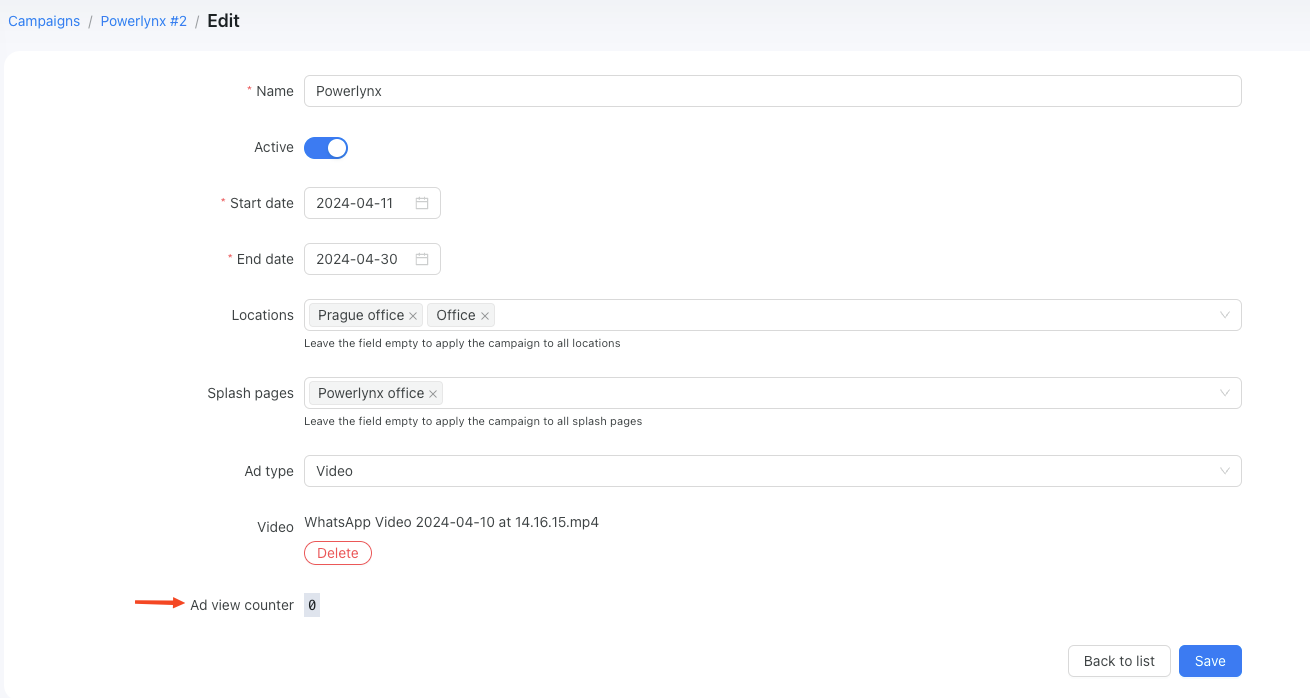 Campaigns / Powerlynx #2 / Edit
* Name Powerlynx
Active
* Start date 2024-04-11
* End date 2024-04-30
Locations Prague office × Office ×
Leave the field empty to apply the campaign to all locations
Splash pages Powerlynx office ×
Leave the field empty to apply the campaign to all splash pages
Ad type Video
Video WhatsApp Video 2024-04-10 at 14.16.15.mp4
Delete
Ad view counter 0
Back to list Save